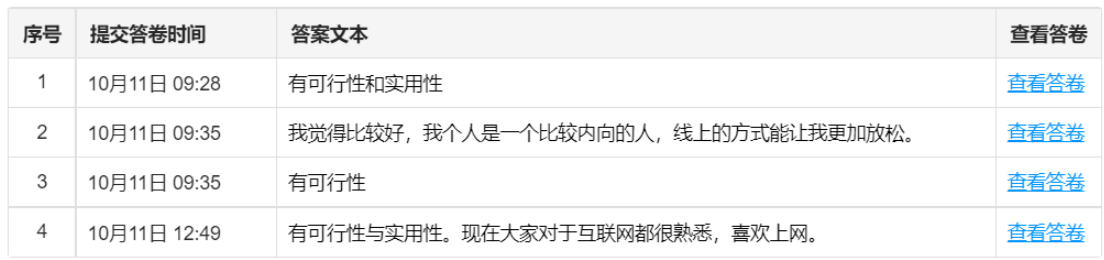 序号 提交答卷时间 答案文本 查看答卷
1 10月11日 09:28 有可行性和实用性 查看答卷
2 10月11日 09:35 我觉得比较好，我个人是一个比较内向的人，线上的方式能让我更加放松。 查看答卷
3 10月11日 09:35 有可行性 查看答卷
4 10月11日 12:49 有可行性与实用性。现在大家对于互联网都很熟悉，喜欢上网。 查看答卷